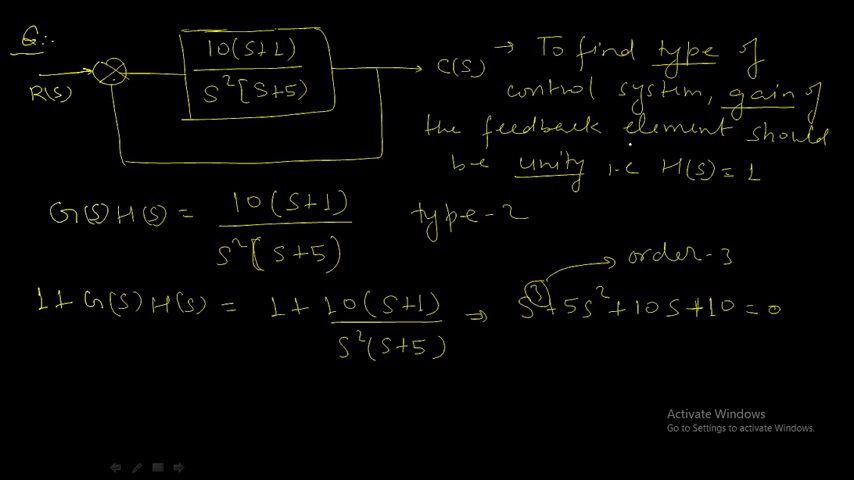 Q:-
10(S+1)
S²[S+5)
R(S)
C(S)
→ To find type of
control system, gain of
the feedback element should
be unity i.e H(S)=1
G(S)H(S) = 10(S+1) / S²(S+5) type-2
order-3
1+ G(S)H(S) = 1+ 10(S+1) / S²(S+5) ⇒ S³+5S²+10S+10=0
Activate Windows
Go to Settings to activate Windows.